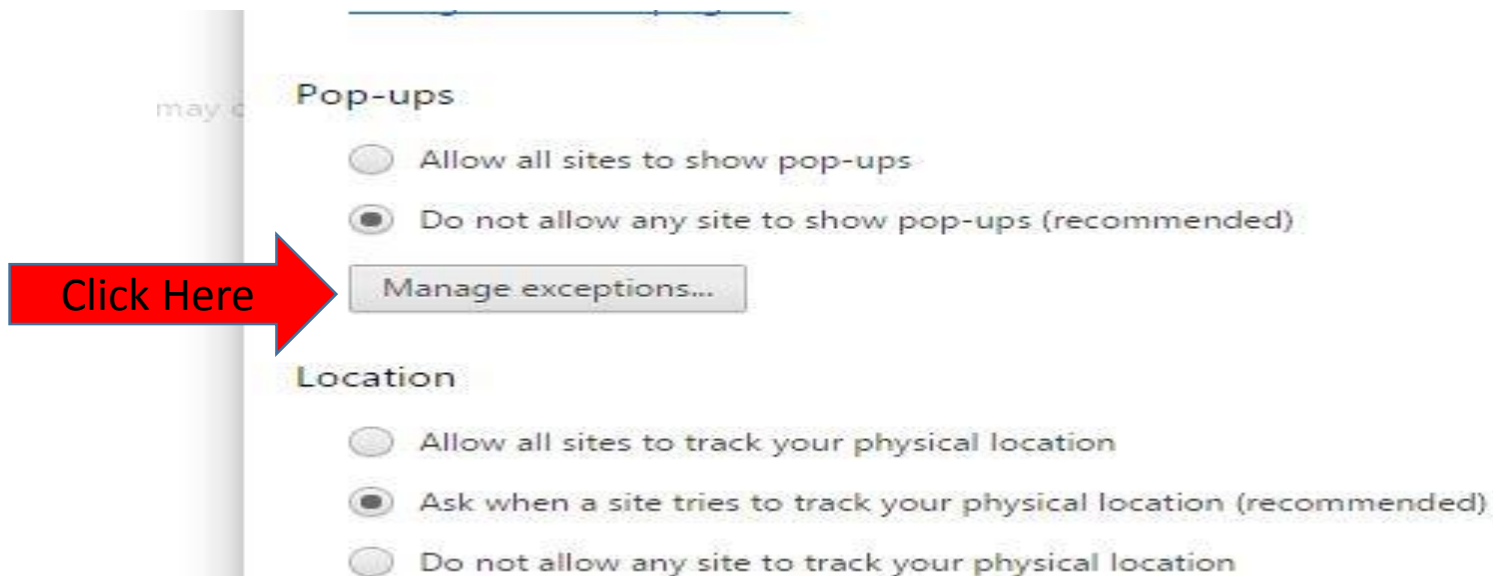 Pop-ups
may
Allow all sites to show pop-ups
Do not allow any site to show pop-ups (recommended)
Click Here
Manage exceptions...
Location
Allow all sites to track your physical location
Ask when a site tries to track your physical location (recommended)
Do not allow any site to track your physical location